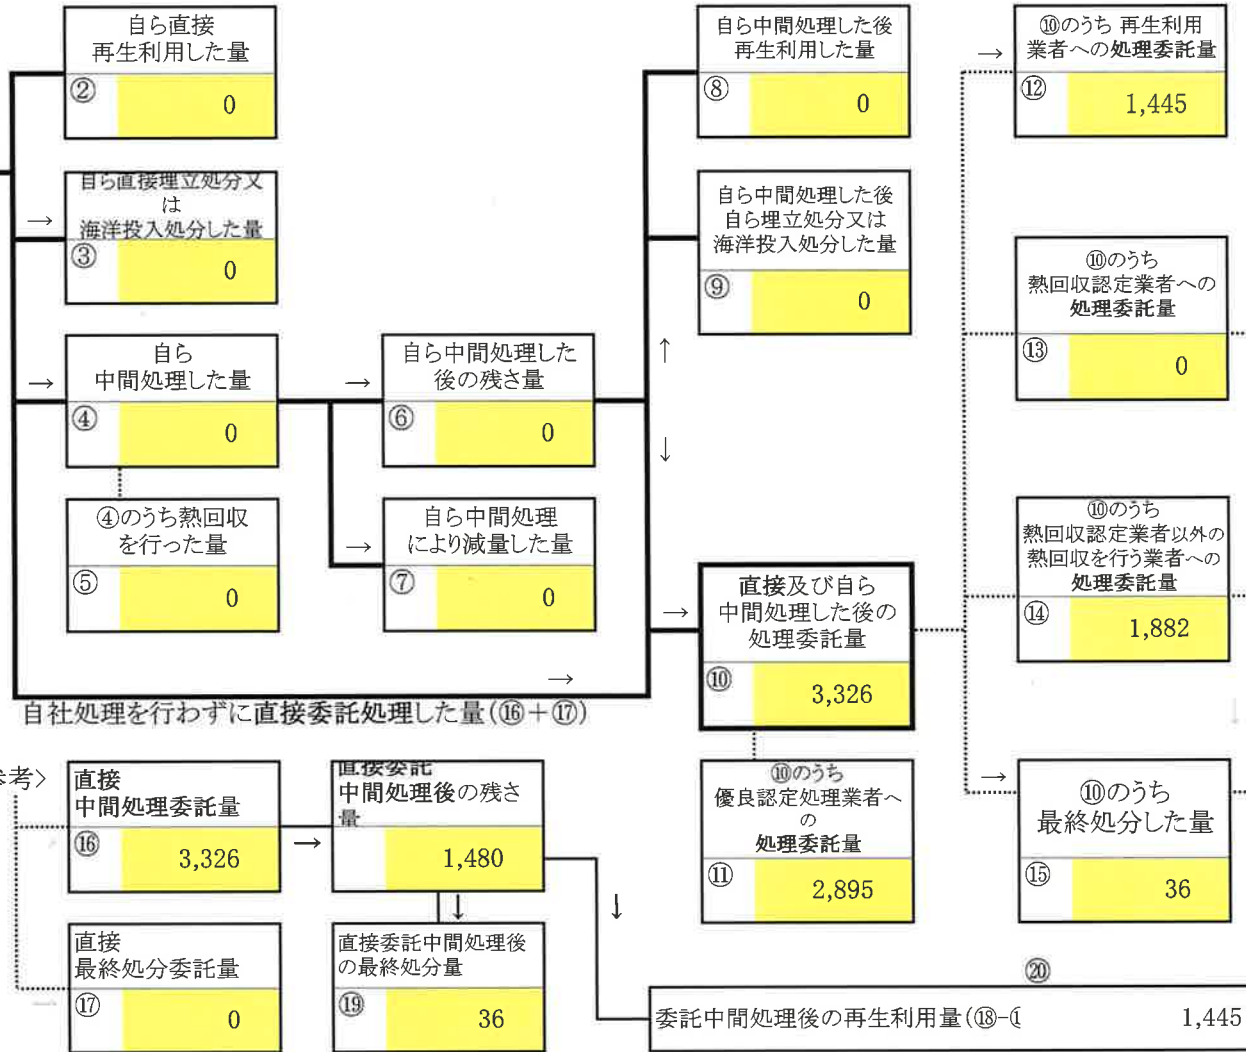 自ら直接
再生利用した量
②
0
自ら直接埋立処分又
は
海洋投入処分した量
→
③
0
自ら
中間処理した量
→
④
0
④のうち熱回収
を行った量
⑤
0
自ら中間処理した
後の残さ量
→
⑥
0
自ら中間処理
により減量した量
→
⑦
0
自ら中間処理した後
再生利用した量
⑧
0
自ら中間処理した後
自ら埋立処分又は
海洋投入処分した量
⑨
0
↑
↓
直接及び自ら
中間処理した後の
処理委託量
→
⑩
3,326
⑩のうち
優良認定処理業者へ
の
処理委託量
⑪
2,895
⑩のうち 再生利用
業者への処理委託量
→
⑫
1,445
⑩のうち
熱回収認定業者への
処理委託量
⑬
0
⑩のうち
熱回収認定業者以外の
熱回収を行う業者への
処理委託量
⑭
1,882
⑩のうち
最終処分した量
→
⑮
36
→
自社処理を行わずに直接委託処理した量(⑯+⑰)
考>
直接
中間処理委託量
⑯
3,326
→
直接委託
中間処理後の残さ
量
1,480
↓
↓
直接
最終処分委託量
⑰
0
直接委託中間処理後
の最終処分量
⑲
36
⑳
委託中間処理後の再生利用量(⑱-
1,445